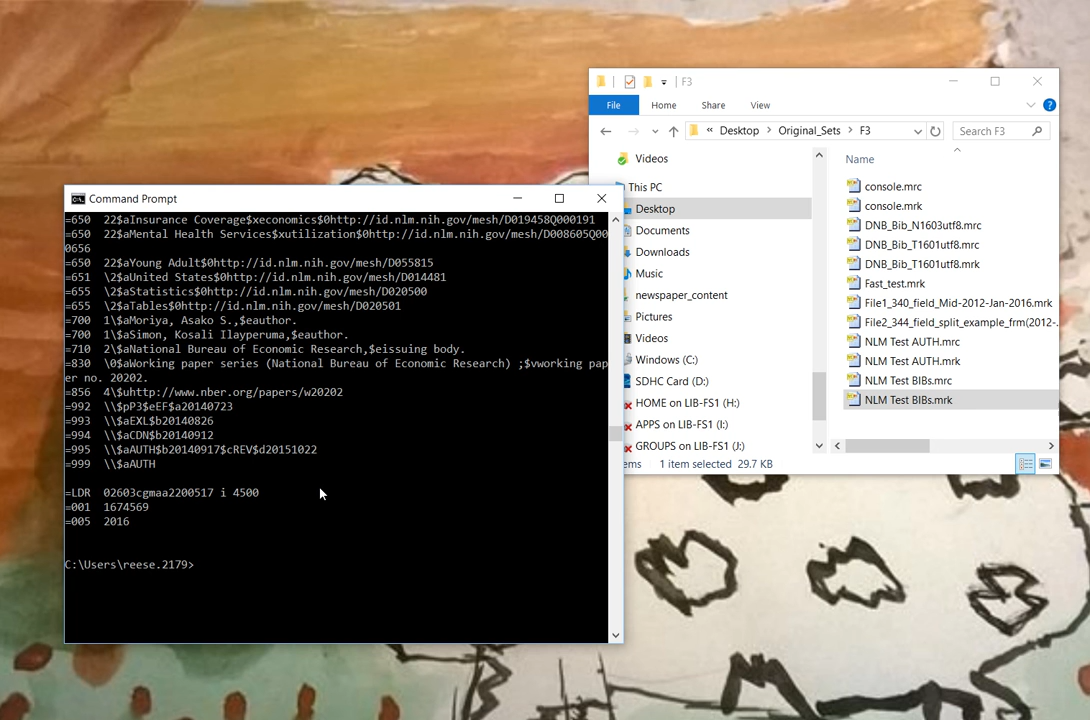 F3
File Home Share View
« Desktop > Original_Sets > F3
Search F3
Videos
This PC
Desktop
Documents
Downloads
Music
newspaper_content
Pictures
Videos
Windows (C:)
SDHC Card (D:)
HOME on LIB-FS1 (H:)
APPS on LIB-FS1 (I:)
GROUPS on LIB-FS1 (J:)
Name
console.mrc
console.mrk
DNB_Bib_N1603utf8.mrc
DNB_Bib_T1601utf8.mrc
DNB_Bib_T1601utf8.mrk
Fast_test.mrk
File1_340_field_Mid-2012-Jan-2016.mrk
File2_344_field_split_example_frm(2012-
NLM Test AUTH.mrc
NLM Test AUTH.mrk
NLM Test BIBs.mrc
NLM Test BIBs.mrk
ems 1 item selected 29.7 KB
Command Prompt
=650  22$aInsurance Coverage$xeconomics$0http://id.nlm.nih.gov/mesh/D019458Q000191
=650  22$aMental Health Services$xutilization$0http://id.nlm.nih.gov/mesh/D008605Q00
0656
=650  22$aYoung Adult$0http://id.nlm.nih.gov/mesh/D055815
=651  \2$aUnited States$0http://id.nlm.nih.gov/mesh/D014481
=655  \2$aStatistics$0http://id.nlm.nih.gov/mesh/D020500
=655  \2$aTables$0http://id.nlm.nih.gov/mesh/D020501
=700  1\$aMoriya, Asako S.,$eauthor.
=700  1\$aSimon, Kosali Ilayperuma,$eauthor.
=710  2\$aNational Bureau of Economic Research,$eissuing body.
=830  \0$aWorking paper series (National Bureau of Economic Research) ;$vworking pap
er no. 20202.
=856  4\$uhttp://www.nber.org/papers/w20202
=992  \\$pP3$eEF$a20140723
=993  \\$aEXL$b20140826
=994  \\$aCDN$b20140912
=995  \\$aAUTH$b20140917$cREV$d20151022
=999  \\$aAUTH
=LDR  02603cgmaa2200517 i 4500
=001  1674569
=005  2016
C:\Users\reese.2179>